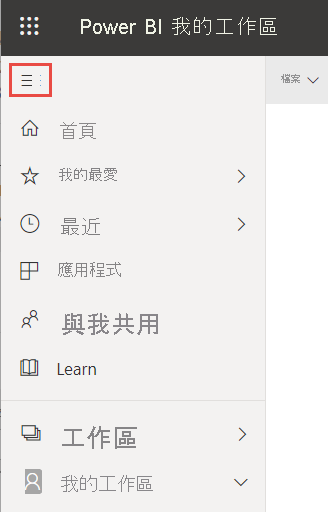 Power BI 我的工作區
檔案
首頁
我的最愛
最近
應用程式
與我共用
Learn
工作區
我的工作區